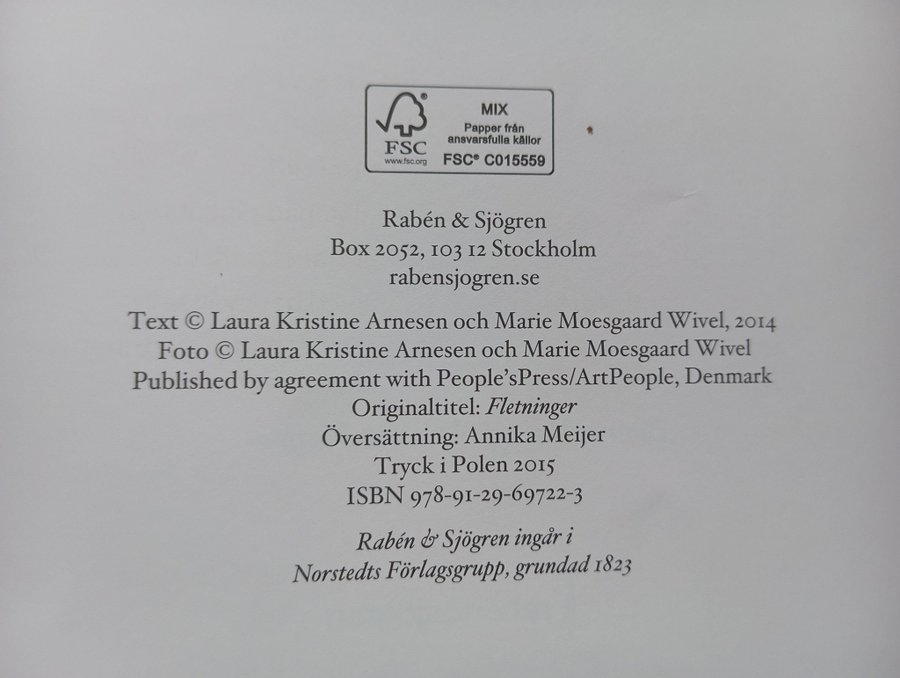 MIX
Papper från
ansvarsfulla källor
FSC® C015559
FSC
www.fsc.org
®
Rabén & Sjögren
Box 2052, 103 12 Stockholm
rabensjogren.se
Text © Laura Kristine Arnesen och Marie Moesgaard Wivel, 2014
Foto © Laura Kristine Arnesen och Marie Moesgaard Wivel
Published by agreement with People'sPress/ArtPeople, Denmark
Originaltitel: Fletninger
Översättning: Annika Meijer
Tryck i Polen 2015
ISBN 978-91-29-69722-3
Rabén & Sjögren ingår i
Norstedts Förlagsgrupp, grundad 1823